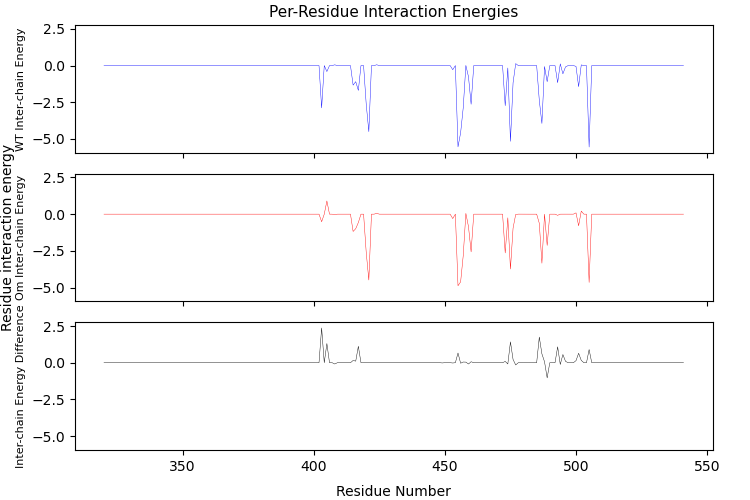 Per-Residue Interaction Energies
Residue interaction energy
WT Inter-chain Energy
2.5
0.0
−2.5
−5.0
Om Inter-chain Energy
2.5
0.0
−2.5
−5.0
Inter-chain Energy Difference
2.5
0.0
−2.5
−5.0
350
400
450
500
550
Residue Number